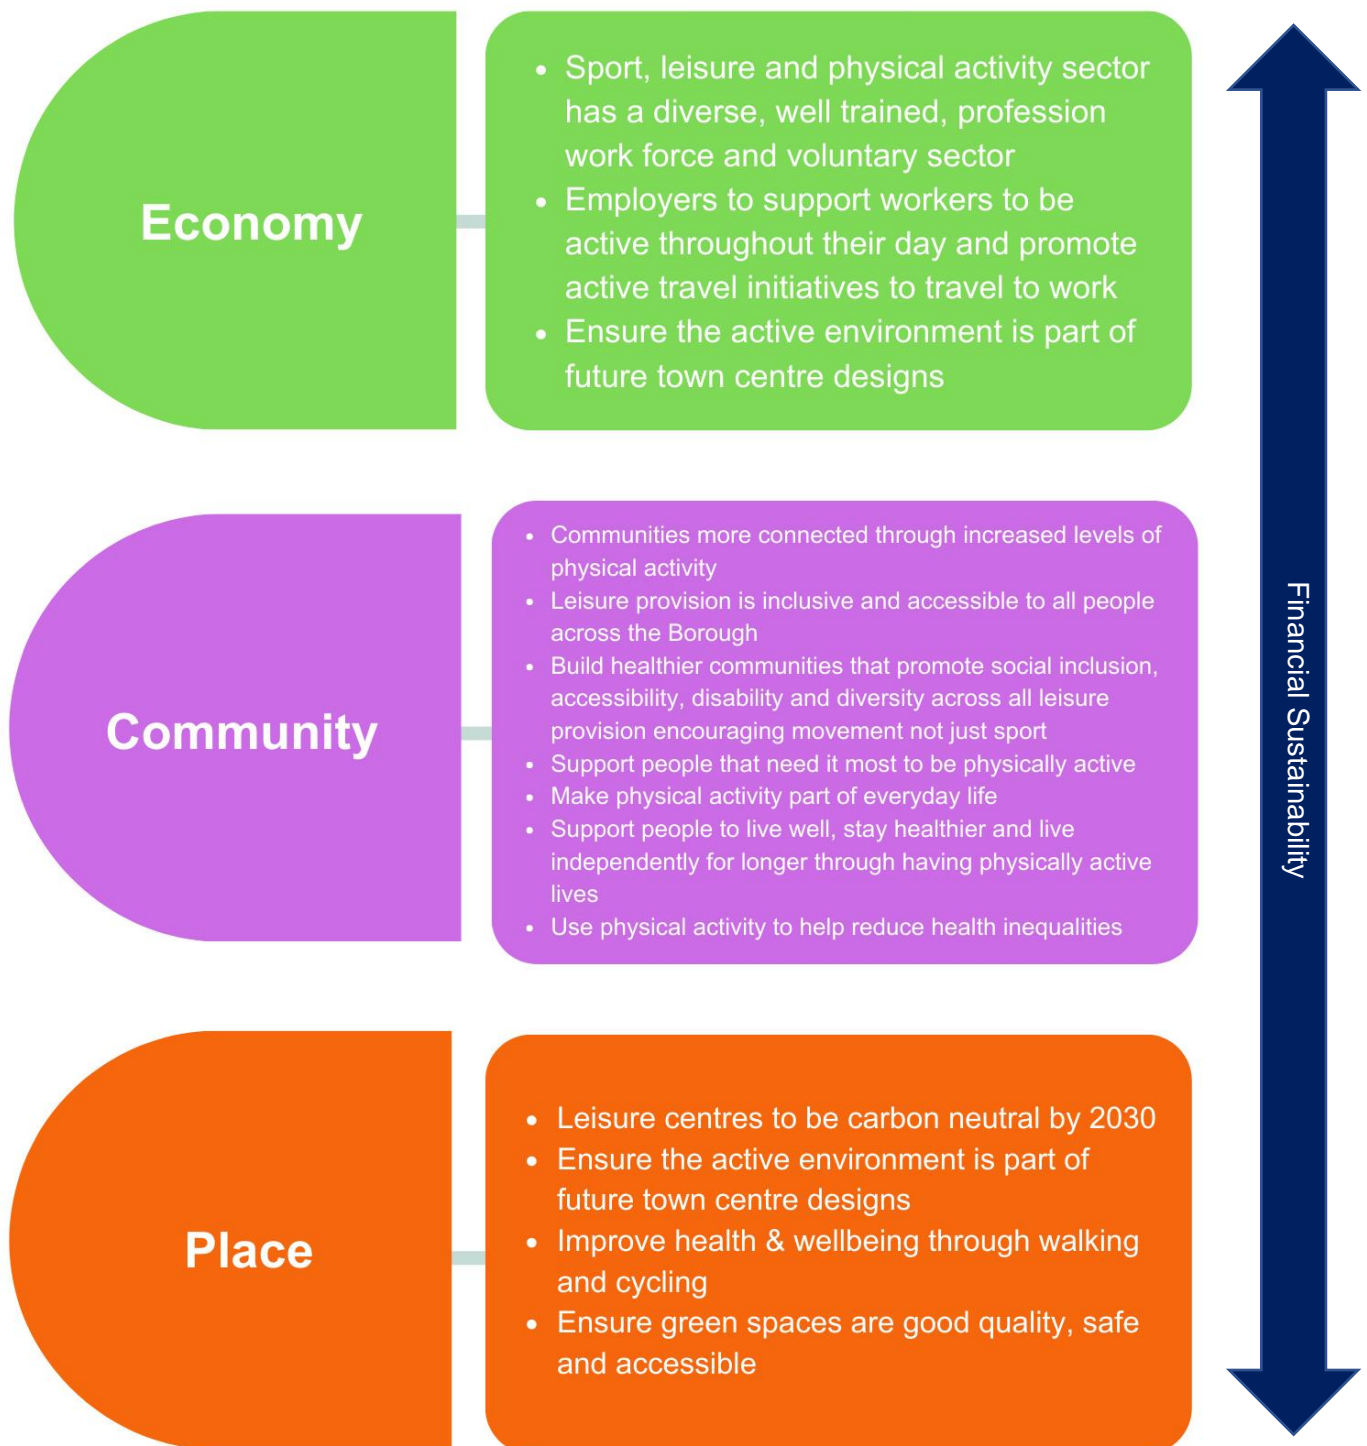 Economy
• Sport, leisure and physical activity sector
has a diverse, well trained, profession
work force and voluntary sector
• Employers to support workers to be
active throughout their day and promote
active travel initiatives to travel to work
• Ensure the active environment is part of
future town centre designs
Community
• Communities more connected through increased levels of
physical activity
• Leisure provision is inclusive and accessible to all people
across the Borough
• Build healthier communities that promote social inclusion,
accessibility, disability and diversity across all leisure
provision encouraging movement not just sport
• Support people that need it most to be physically active
• Make physical activity part of everyday life
• Support people to live well, stay healthier and live
independently for longer through having physically active
lives
• Use physical activity to help reduce health inequalities
Place
• Leisure centres to be carbon neutral by 2030
• Ensure the active environment is part of
future town centre designs
• Improve health & wellbeing through walking
and cycling
• Ensure green spaces are good quality, safe
and accessible
Financial Sustainability